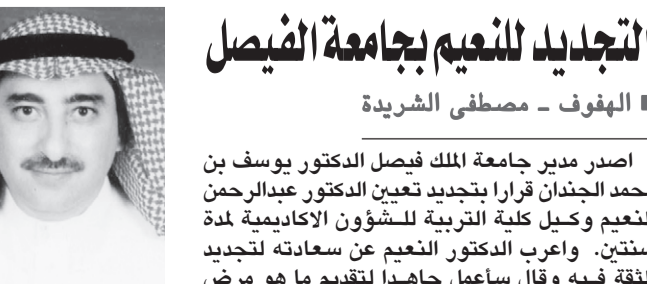 التجديد للنعيم بجامعة الفيصل
الهفوف ـ مصطفى الشريدة
اصدر مدير جامعة الملك فيصل الدكتور يوسف بن
محمد الجندان قرارا بتجديد تعيين الدكتور عبدالرحمن
النعيم وكيل كلية التربية للشؤون الاكاديمية لمدة
سنتين. واعرب الدكتور النعيم عن سعادته لتجديد
الثقة فيه وقال سأعمل جاهدا لتقديم ما هو مرض